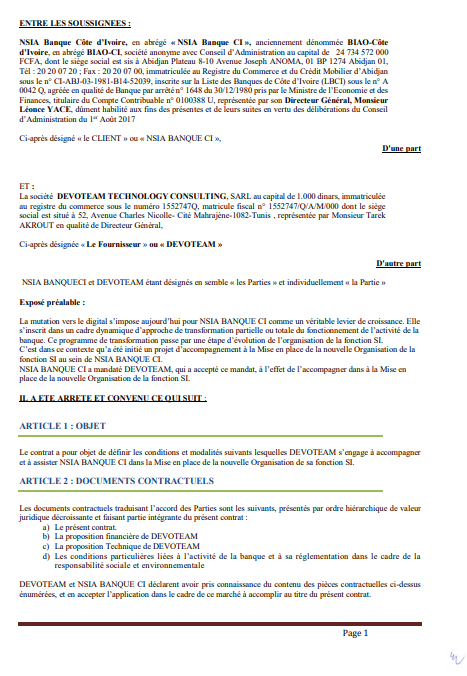 ENTRE LES SOUSSIGNEES :
NSIA Banque Côte d'Ivoire, en abrégé « NSIA Banque CI », anciennement dénommée BIAO-Côte
d'Ivoire, en abrégé BIAO-CI, société anonyme avec Conseil d'Administration au capital de 24 734 572 000
FCFA, dont le siège social est sis à Abidjan Plateau 8-10 Avenue Joseph ANOMA, 01 BP 1274 Abidjan 01,
Tél : 20 20 07 20 ; Fax : 20 20 07 00, immatriculée au Registre du Commerce et du Crédit Mobilier d'Abidjan
sous le n° CI-ABJ-03-1981-B14-52039, inscrite sur la Liste des Banques de Côte d'Ivoire (LBCI) sous le n° A
0042 Q, agréée en qualité de Banque par arrêté n° 1648 du 30/12/1980 pris par le Ministre de l'Economie et des
Finances, titulaire du Compte Contribuable n° 0100388 U, représentée par son Directeur Général, Monsieur
Léonce YACE, dûment habilité aux fins des présentes et de leurs suites en vertu des délibérations du Conseil
d'Administration du 1er Août 2017
Ci-après désigné « le CLIENT » ou « NSIA BANQUE CI »,
D'une part
ET :
La société DEVOTEAM TECHNOLOGY CONSULTING, SARL au capital de 1.000 dinars, immatriculée
au registre du commerce sous le numéro 1552747Q, matricule fiscal n° 1552747/Q/A/M/000 dont le siège
social est situé à 52, Avenue Charles Nicolle- Cité Mahrajène-1082-Tunis , représentée par Monsieur Tarek
AKROUT en qualité de Directeur Général,
Ci-après désignée « Le Fournisseur » ou « DEVOTEAM »
D'autre part
NSIA BANQUECI et DEVOTEAM étant désignés en semble « les Parties » et individuellement « la Partie »
Exposé préalable :
La mutation vers le digital s'impose aujourd'hui pour NSIA BANQUE CI comme un véritable levier de croissance. Elle
s'inscrit dans un cadre dynamique d'approche de transformation partielle ou totale du fonctionnement de l'activité de la
banque. Ce programme de transformation passe par une étape d'évolution de l'organisation de la fonction SI.
C'est dans ce contexte qu'a été initié un projet d'accompagnement à la Mise en place de la nouvelle Organisation de la
fonction SI au sein de NSIA BANQUE CI.
NSIA BANQUE CI a mandaté DEVOTEAM, qui a accepté ce mandat, à l'effet de l'accompagner dans à la Mise en
place de la nouvelle Organisation de la fonction SI.
IL A ETE ARRETE ET CONVENU CE QUI SUIT :
ARTICLE 1 : OBJET
Le contrat a pour objet de définir les conditions et modalités suivants lesquelles DEVOTEAM s'engage à accompagner
et à assister NSIA BANQUE CI dans la Mise en place de la nouvelle Organisation de sa fonction SI.
ARTICLE 2 : DOCUMENTS CONTRACTUELS
Les documents contractuels traduisant l'accord des Parties sont les suivants, présentés par ordre hiérarchique de valeur
juridique décroissante et faisant partie intégrante du présent contrat :
a) Le présent contrat.
b) La proposition financière de DEVOTEAM
c) La proposition Technique de DEVOTEAM
d) Les conditions particulières liées à l'activité de la banque et à sa réglementation dans le cadre de la
responsabilité sociale et environnementale
DEVOTEAM et NSIA BANQUE CI déclarent avoir pris connaissance du contenu des pièces contractuelles ci-dessus
énumérées, et en accepter l'application dans le cadre de ce marché à accomplir au titre du présent contrat.
Page 1